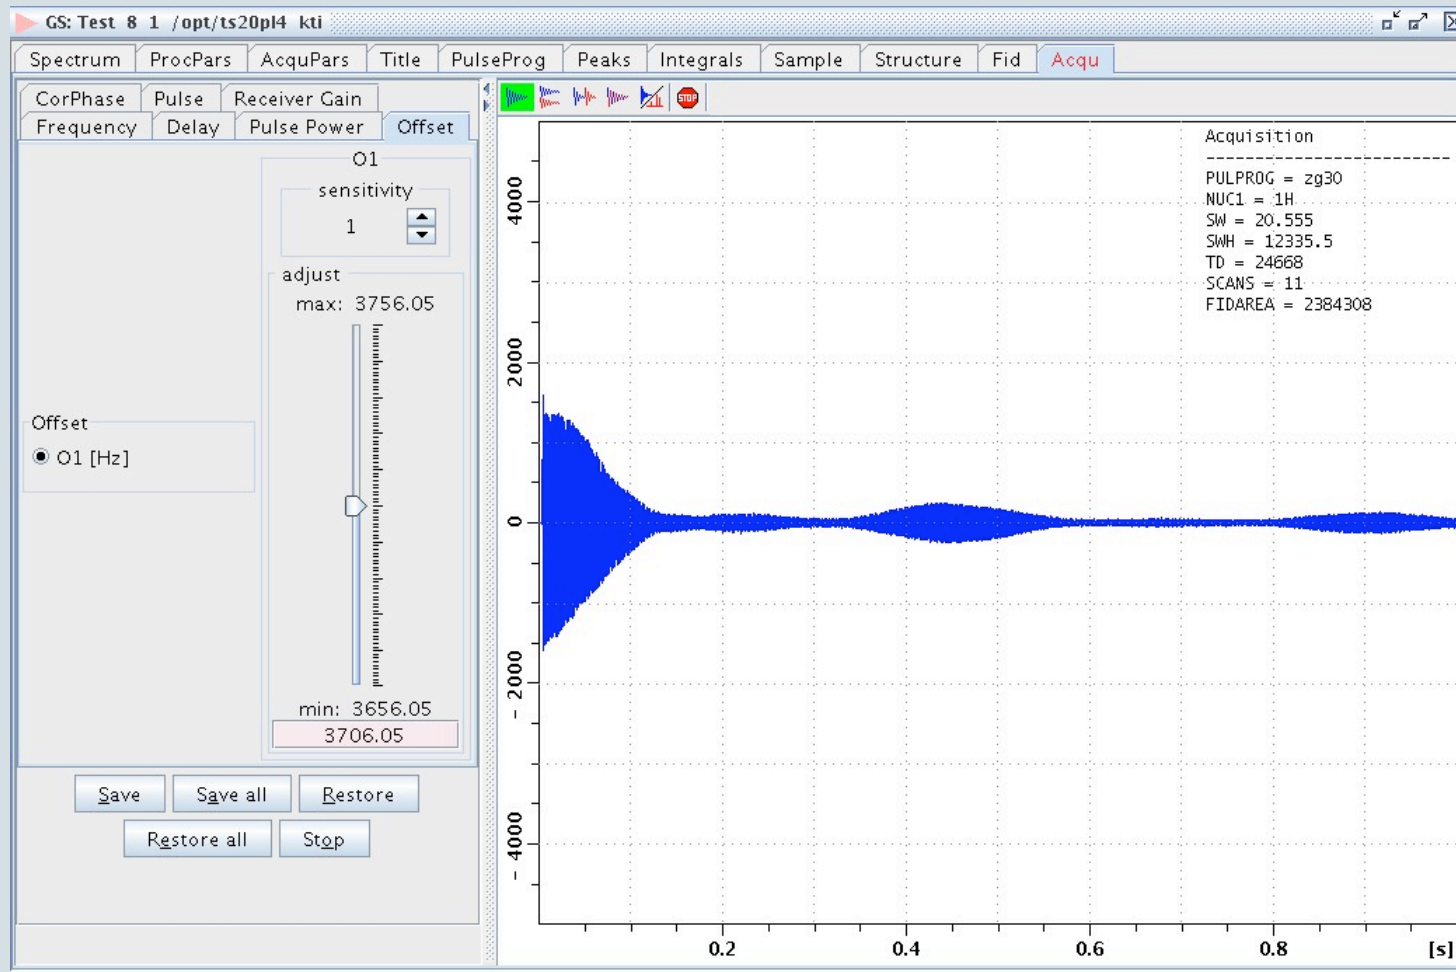 GS: Test 8 1 /opt/ts20pl4 kti
Spectrum ProcPars AcquPars Title PulseProg Peaks Integrals Sample Structure Fid Acqu
CorPhase Pulse Receiver Gain
Frequency Delay Pulse Power Offset
O1
sensitivity
1
adjust
max: 3756.05
Offset
O1 [Hz]
min: 3656.05
3706.05
Save Save all Restore
Restore all Stop
STOP
Acquisition
-------------------------
PULPROG = zg30
NUC1 = 1H
SW = 20.555
SWH = 12335.5
TD = 24668
SCANS = 11
FIDAREA = 2384308
4000
2000
0
- 2000
- 4000
0.2 0.4 0.6 0.8 [s]